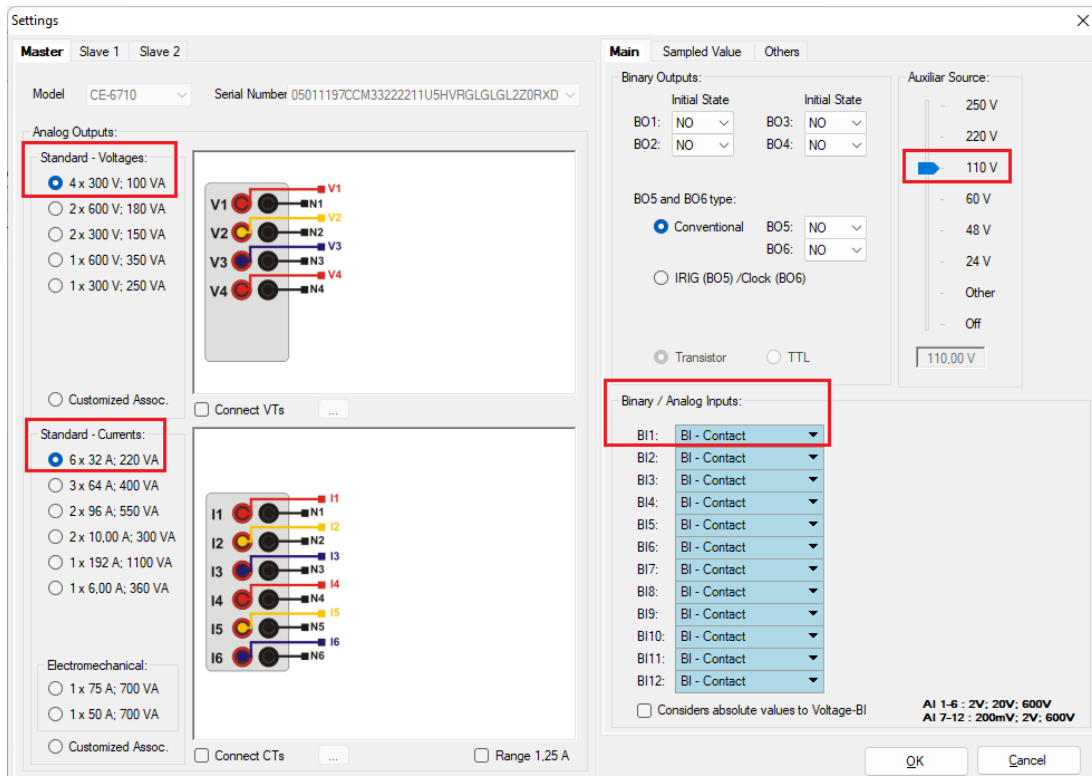 Settings
Master Slave 1 Slave 2
Model CE-6710 Serial Number 05011197CCM33222211U5HVRGLGLGL2Z0RXD
Analog Outputs:
Standard - Voltages:
4 x 300 V; 100 VA
2 x 600 V; 180 VA
2 x 300 V; 150 VA
1 x 600 V; 350 VA
1 x 300 V; 250 VA
Customized Assoc.
V1 V1
N1
V2 V2
N2
V3 V3
N3
V4 V4
N4
Connect VTs ...
Standard - Currents:
6 x 32 A; 220 VA
3 x 64 A; 400 VA
2 x 96 A; 550 VA
2 x 10,00 A; 300 VA
1 x 192 A; 1100 VA
1 x 6,00 A; 360 VA
Electromechanical:
1 x 75 A; 700 VA
1 x 50 A; 700 VA
Customized Assoc.
I1 I1
N1
I2 I2
N2
I3 I3
N3
I4 I4
N4
I5 I5
N5
I6 I6
N6
Connect CTs ... Range 1,25 A
Main Sampled Value Others
Binary Outputs:
Initial State Initial State
BO1: NO BO3: NO
BO2: NO BO4: NO
BO5 and BO6 type:
Conventional BO5: NO
BO6: NO
IRIG (BO5) /Clock (BO6)
Transistor TTL
Auxiliar Source:
250 V
220 V
110 V
60 V
48 V
24 V
Other
Off
110,00 V
Binary / Analog Inputs:
BI1: BI - Contact
BI2: BI - Contact
BI3: BI - Contact
BI4: BI - Contact
BI5: BI - Contact
BI6: BI - Contact
BI7: BI - Contact
BI8: BI - Contact
BI9: BI - Contact
BI10: BI - Contact
BI11: BI - Contact
BI12: BI - Contact
Considers absolute values to Voltage-BI
AI 1-6 : 2V; 20V; 600V
AI 7-12 : 200mV; 2V; 600V
OK Cancel